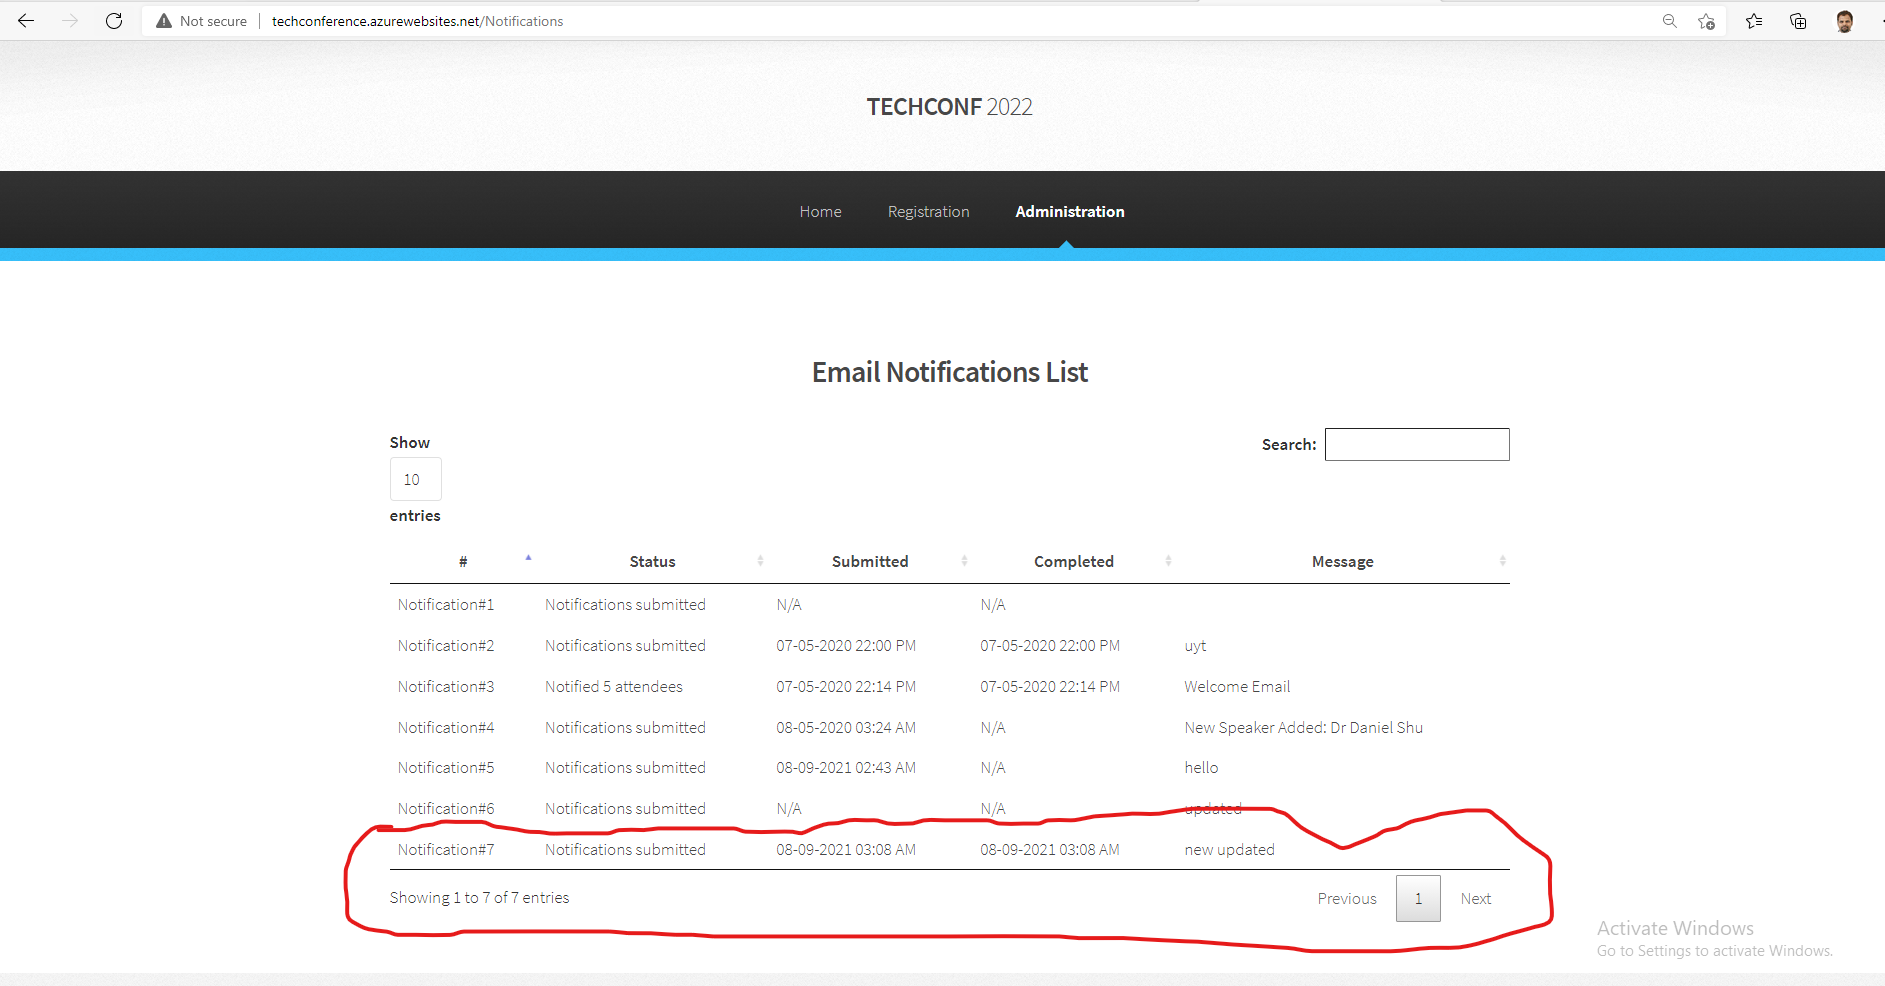 Not secure techconference.azurewebsites.net/Notifications
TECHCONF 2022
Home Registration Administration
Email Notifications List
Show
10
entries
Search:
# Status Submitted Completed Message
Notification#1 Notifications submitted N/A N/A
Notification#2 Notifications submitted 07-05-2020 22:00 PM 07-05-2020 22:00 PM uyt
Notification#3 Notified 5 attendees 07-05-2020 22:14 PM 07-05-2020 22:14 PM Welcome Email
Notification#4 Notifications submitted 08-05-2020 03:24 AM N/A New Speaker Added: Dr Daniel Shu
Notification#5 Notifications submitted 08-09-2021 02:43 AM N/A hello
Notification#6 Notifications submitted N/A N/A updated
Notification#7 Notifications submitted 08-09-2021 03:08 AM 08-09-2021 03:08 AM new updated
Showing 1 to 7 of 7 entries Previous 1 Next
Activate Windows
Go to Settings to activate Windows.